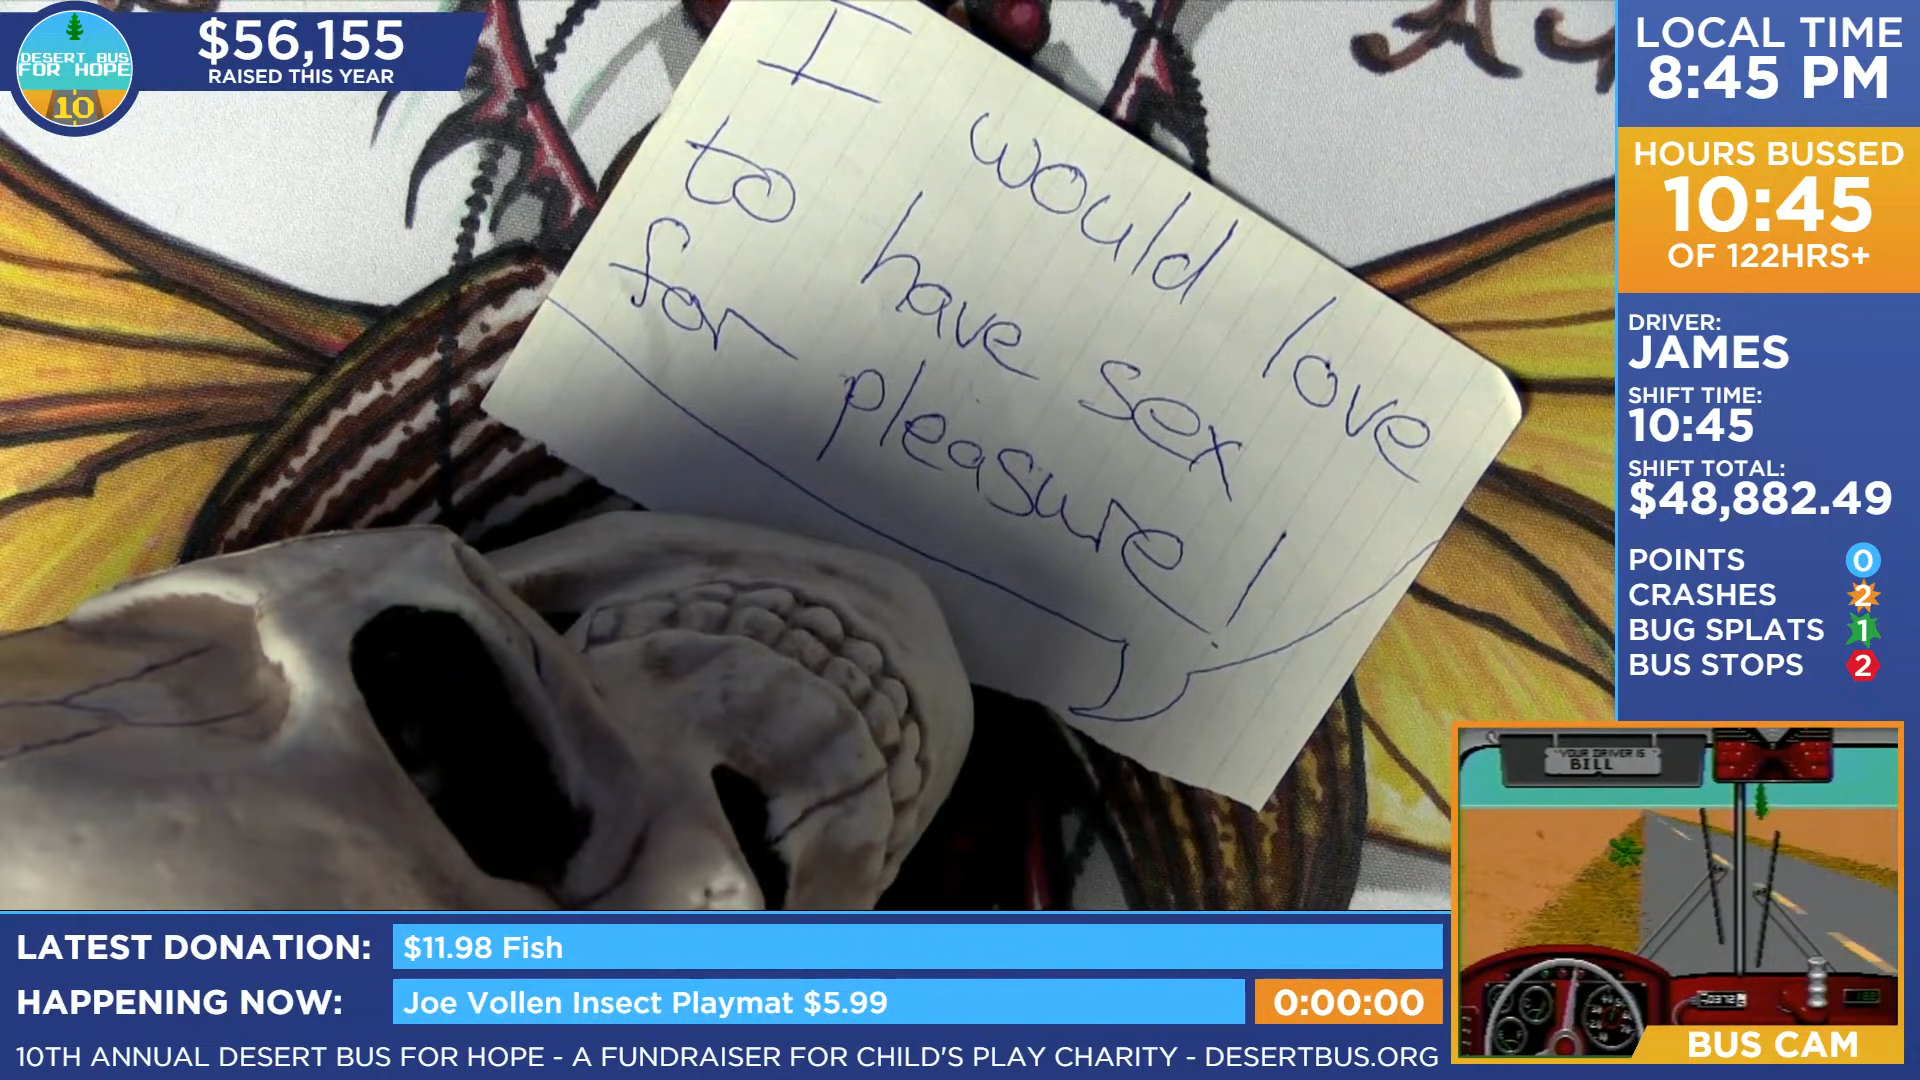 DESERT BUS
FOR HOPE
10
$56,155
RAISED THIS YEAR
I would love
to have sex
for pleasure!
LOCAL TIME
8:45 PM
HOURS BUSSED
10:45
OF 122HRS+
DRIVER:
JAMES
SHIFT TIME:
10:45
SHIFT TOTAL:
$48,882.49
POINTS 0
CRASHES 2
BUG SPLATS 1
BUS STOPS 2
YOUR DRIVER IS
BILL
BUS CAM
LATEST DONATION: $11.98 Fish
HAPPENING NOW: Joe Vollen Insect Playmat $5.99 0:00:00
10TH ANNUAL DESERT BUS FOR HOPE - A FUNDRAISER FOR CHILD'S PLAY CHARITY - DESERTBUS.ORG